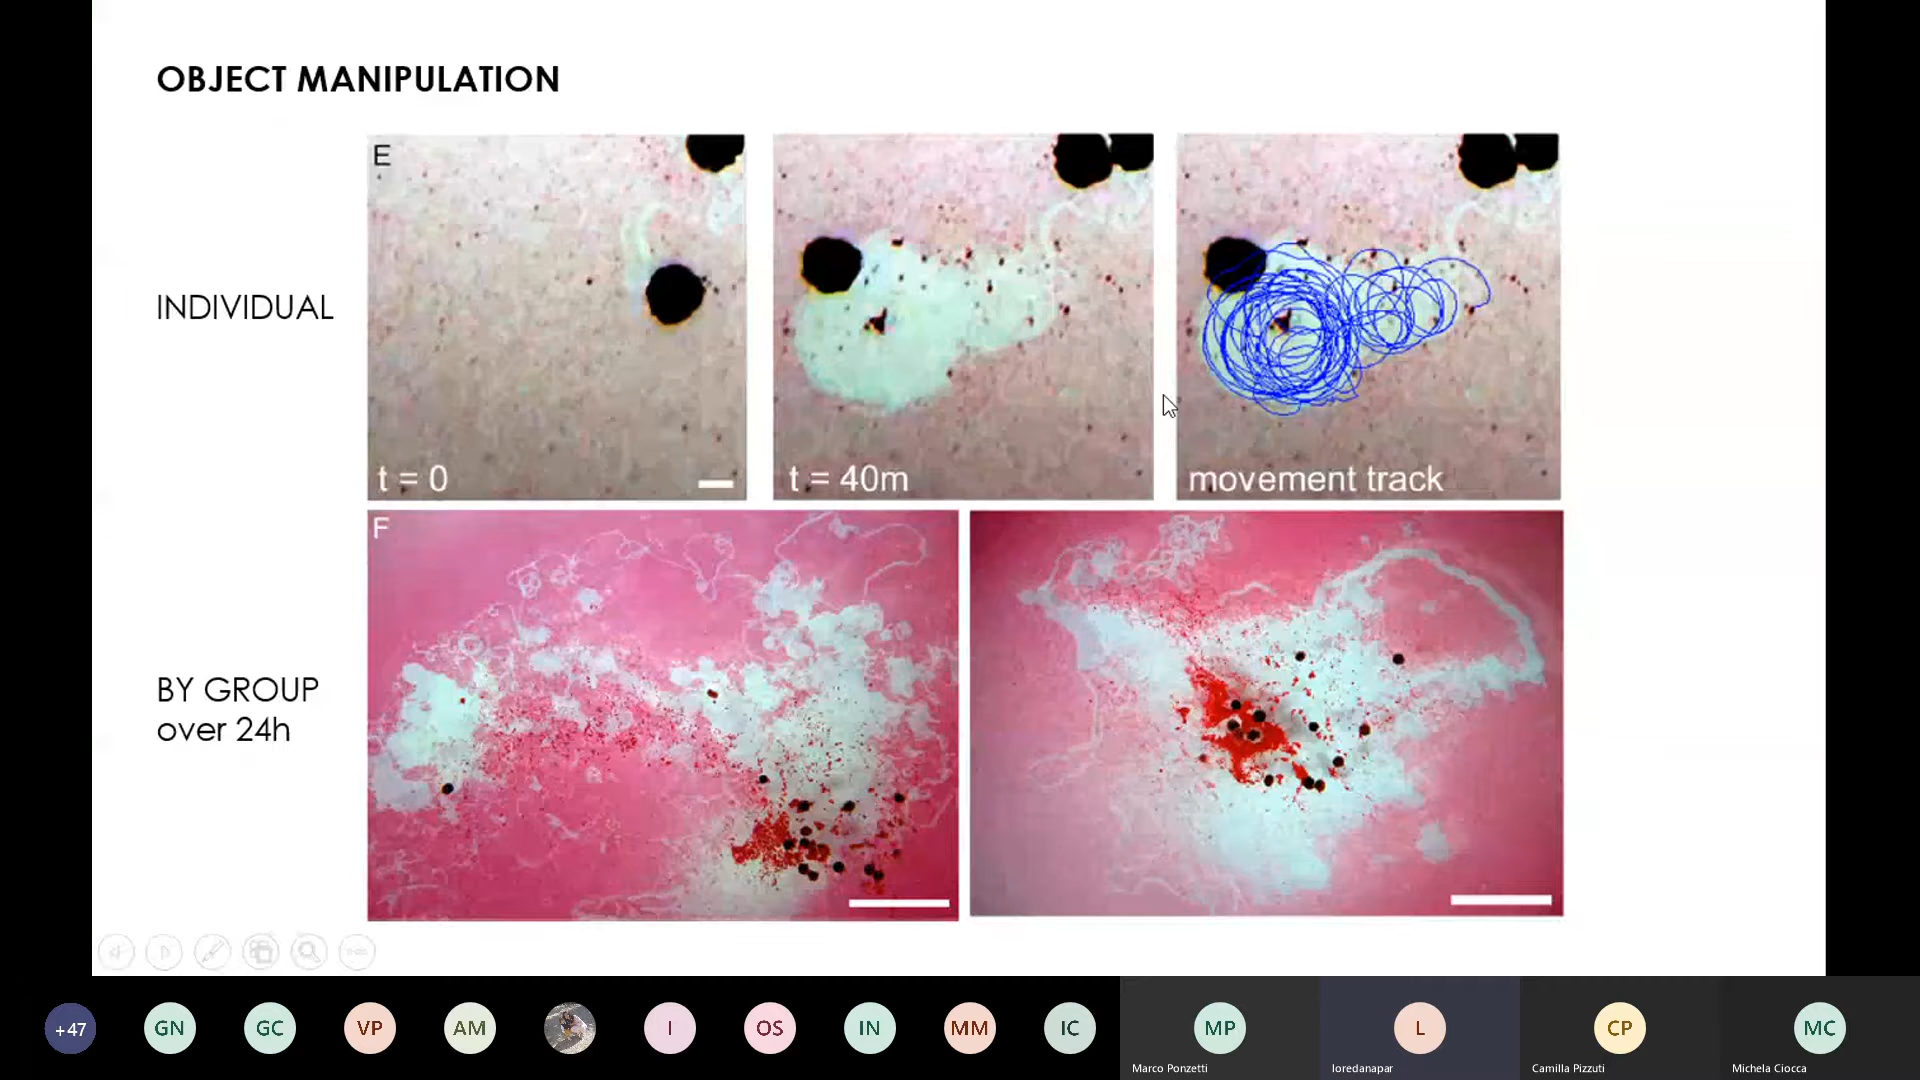 OBJECT MANIPULATION
E
INDIVIDUAL
t = 0
t = 40m
movement track
F
BY GROUP
over 24h
+47
GN
GC
VP
AM
I
OS
IN
MM
IC
MP
L
CP
MC
Marco Ponzetti
loredanapar
Camilla Pizzuti
Michela Ciocca